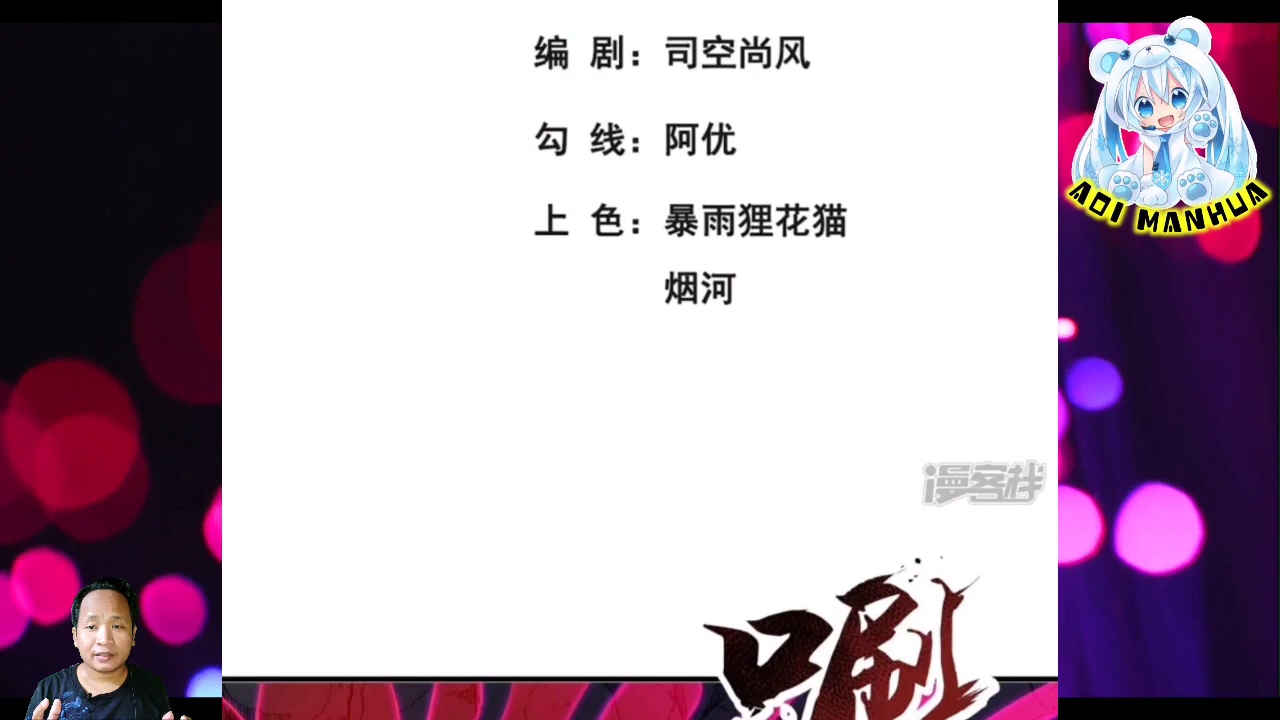 编 剧：司空尚风
勾 线：阿优
上 色：暴雨狸花猫
烟河
漫客栈
唰
AOI MANHUA